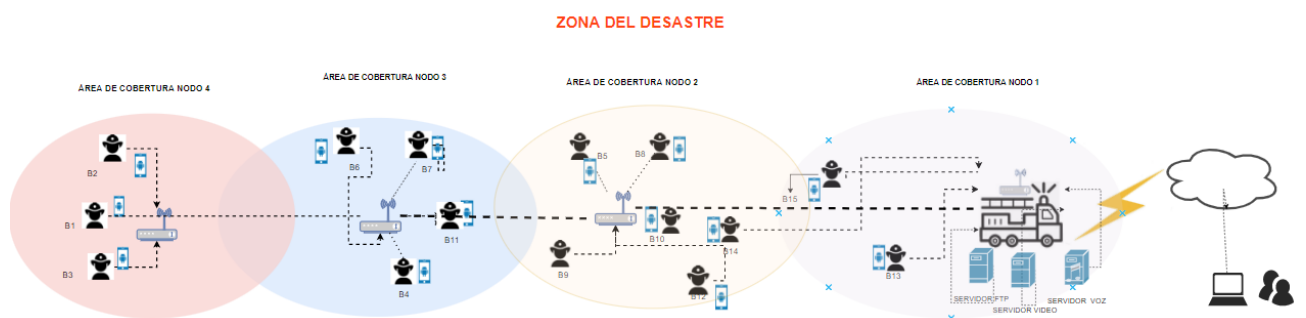 ZONA DEL DESASTRE
ÁREA DE COBERTURA NODO 4
ÁREA DE COBERTURA NODO 3
ÁREA DE COBERTURA NODO 2
ÁREA DE COBERTURA NODO 1
B2
B1
B3
B6
B7
B11
B4
B5
B8
B10
B9
B14
B12
B15
B13
SERVIDOR FTP
SERVIDOR VIDEO
SERVIDOR VOZ